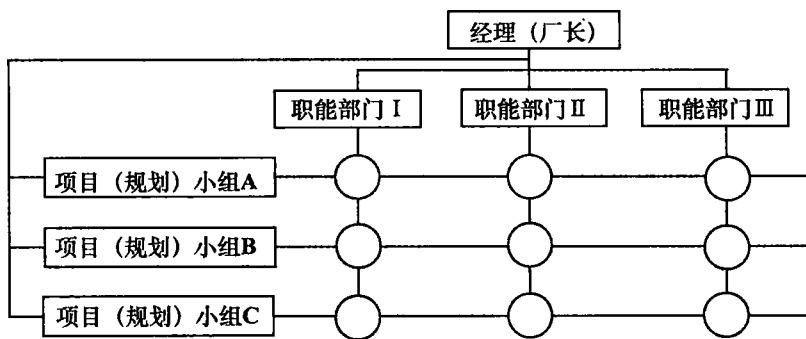 经理（厂长）
职能部门Ⅰ
职能部门Ⅱ
职能部门Ⅲ
项目（规划）小组A
项目（规划）小组B
项目（规划）小组C